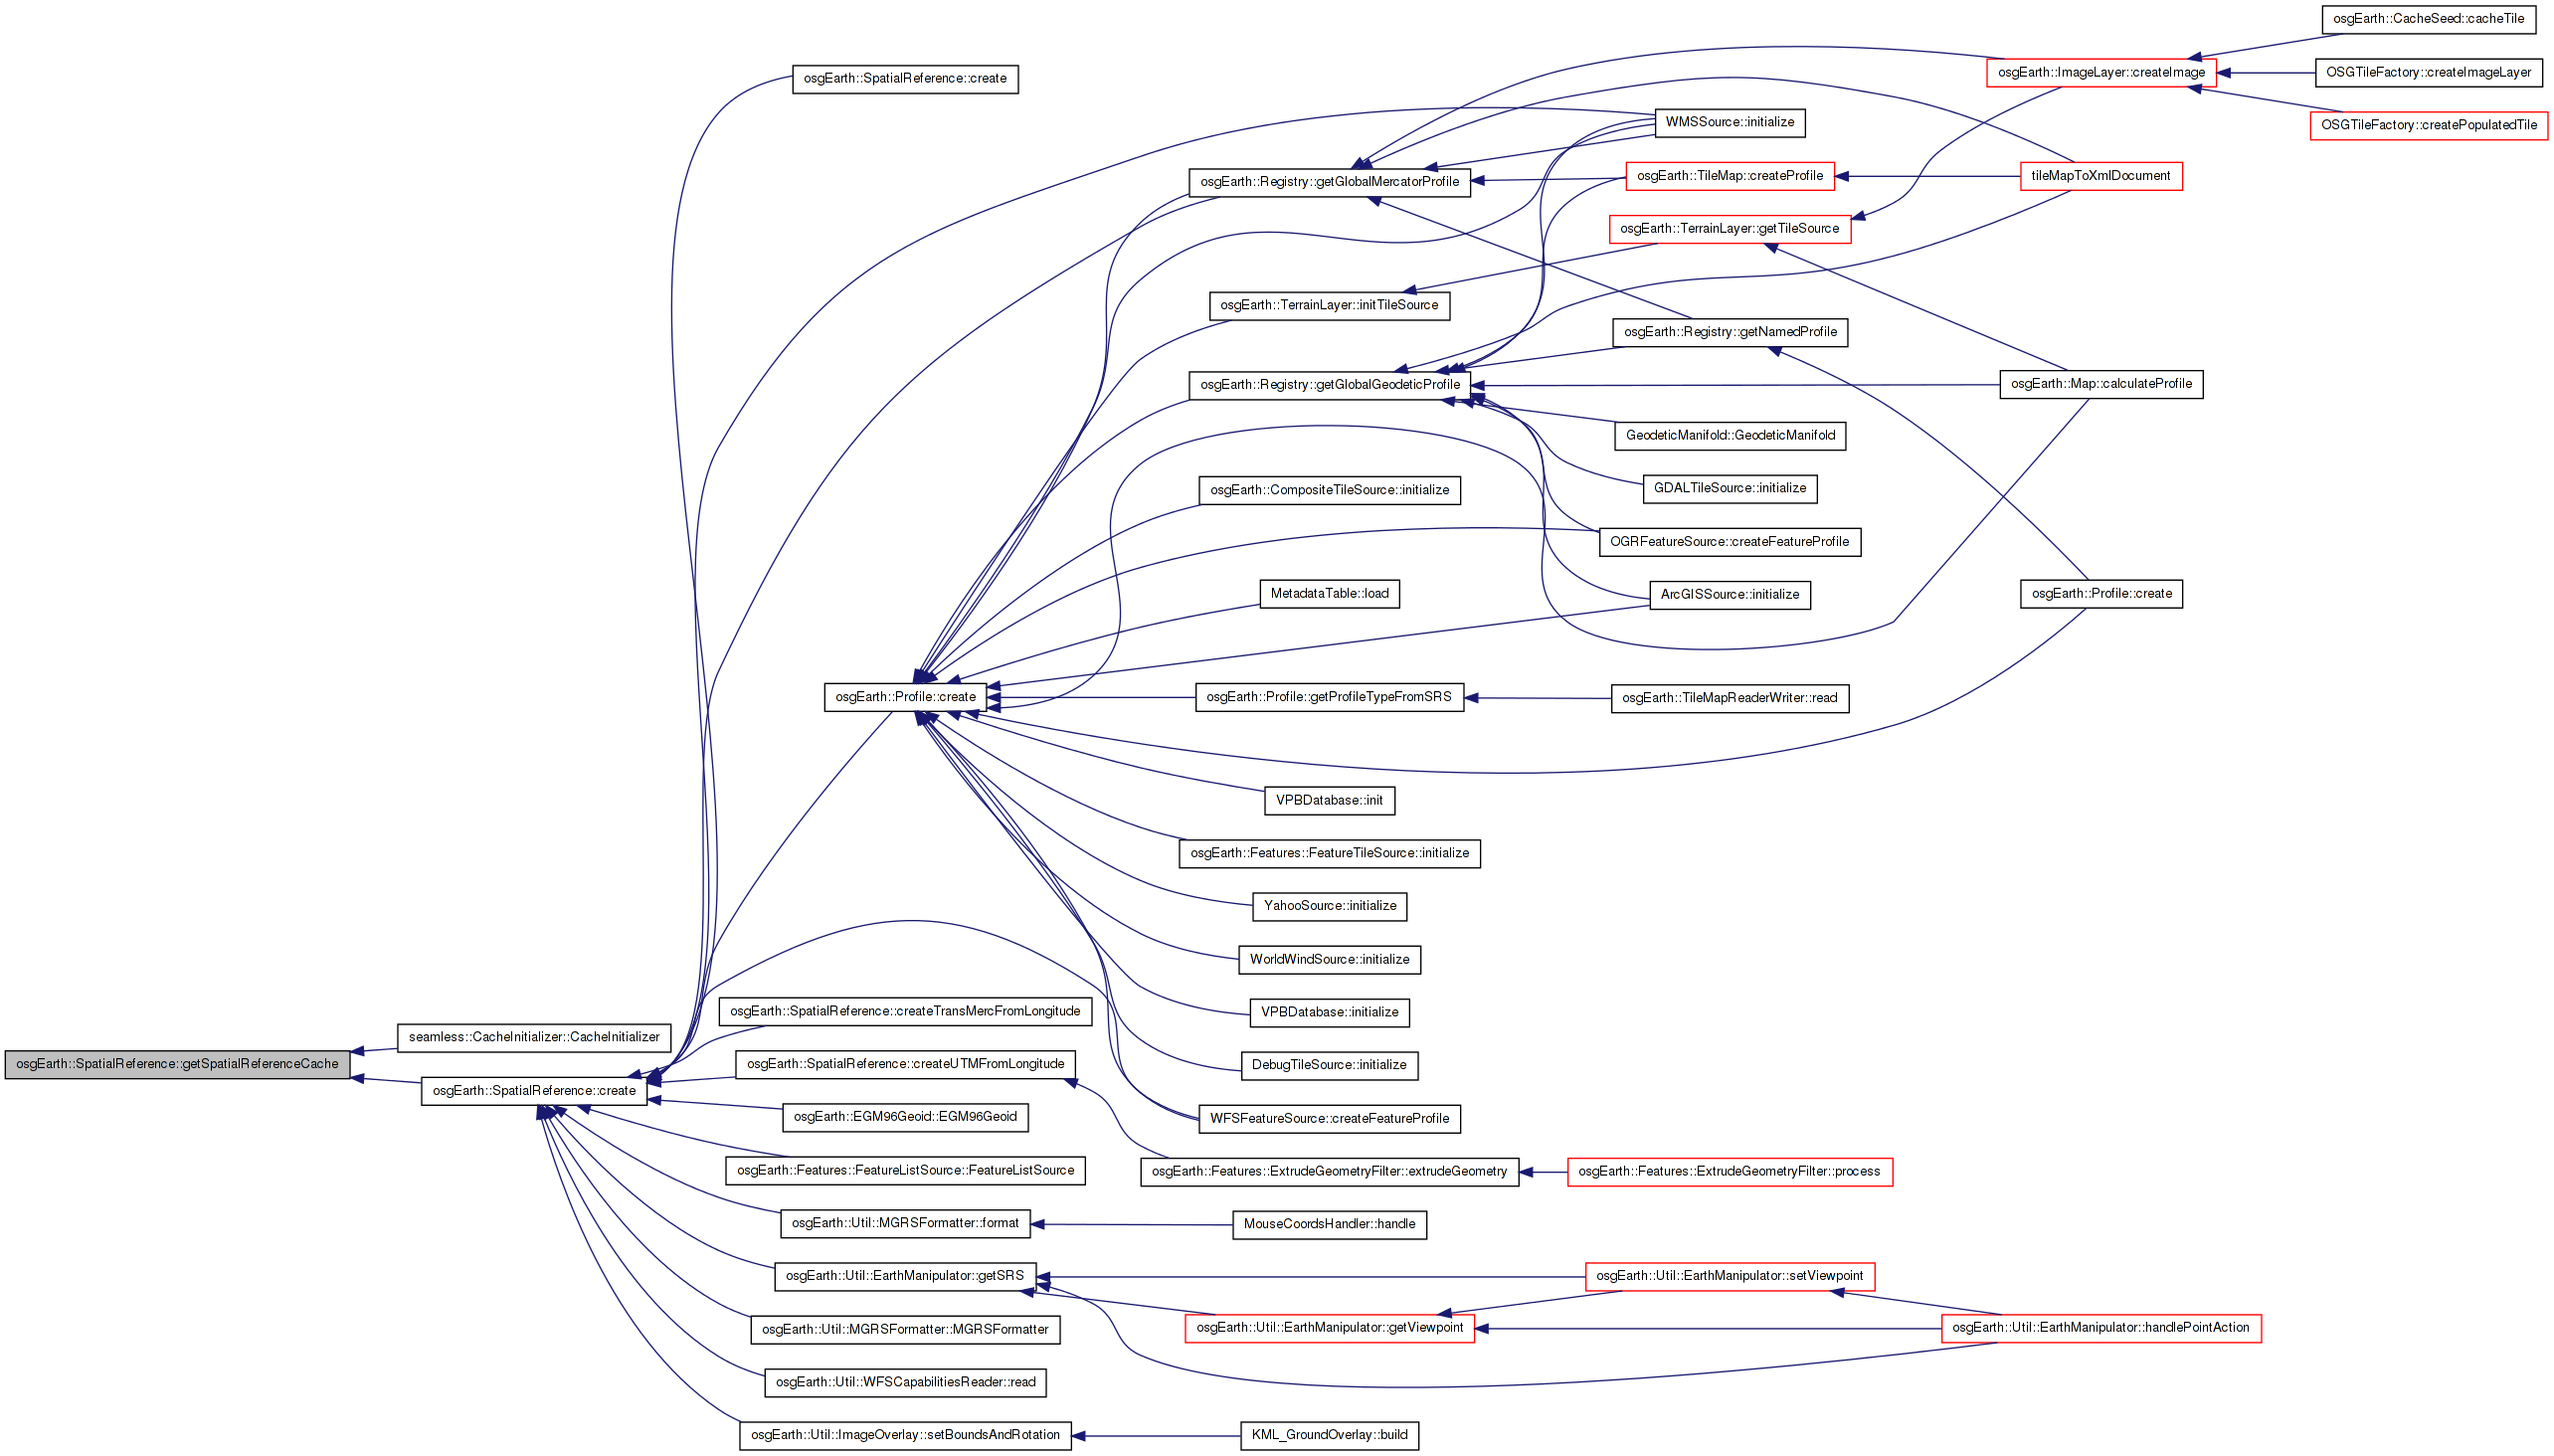 osgEarth::CacheSeed::cacheTile
osgEarth::SpatialReference::create
osgEarth::ImageLayer::createImage
OSGTileFactory::createImageLayer
WMSSource::initialize
OSGTileFactory::createPopulatedTile
osgEarth::Registry::getGlobalMercatorProfile
osgEarth::TileMap::createProfile
tileMapToXmlDocument
osgEarth::TerrainLayer::getTileSource
osgEarth::TerrainLayer::initTileSource
osgEarth::Registry::getNamedProfile
osgEarth::Registry::getGlobalGeodeticProfile
osgEarth::Map::calculateProfile
GeodeticManifold::GeodeticManifold
osgEarth::CompositeTileSource::initialize
GDALTileSource::initialize
OGRFeatureSource::createFeatureProfile
MetadataTable::load
ArcGISSource::initialize
osgEarth::Profile::create
osgEarth::Profile::create
osgEarth::Profile::getProfileTypeFromSRS
osgEarth::TileMapReaderWriter::read
VPBDatabase::init
osgEarth::Features::FeatureTileSource::initialize
YahooSource::initialize
WorldWindSource::initialize
osgEarth::SpatialReference::createTransMercFromLongitude
VPBDatabase::initialize
seamless::CacheInitializer::CacheInitializer
osgEarth::SpatialReference::getSpatialReferenceCache
osgEarth::SpatialReference::createUTMFromLongitude
DebugTileSource::initialize
osgEarth::SpatialReference::create
osgEarth::EGM96Geoid::EGM96Geoid
WFSFeatureSource::createFeatureProfile
osgEarth::Features::FeatureListSource::FeatureListSource
osgEarth::Features::ExtrudeGeometryFilter::extrudeGeometry
osgEarth::Features::ExtrudeGeometryFilter::process
osgEarth::Util::MGRSFormatter::format
MouseCoordsHandler::handle
osgEarth::Util::EarthManipulator::getSRS
osgEarth::Util::EarthManipulator::setViewpoint
osgEarth::Util::MGRSFormatter::MGRSFormatter
osgEarth::Util::EarthManipulator::getViewpoint
osgEarth::Util::EarthManipulator::handlePointAction
osgEarth::Util::WFSCapabilitiesReader::read
osgEarth::Util::ImageOverlay::setBoundsAndRotation
KML_GroundOverlay::build